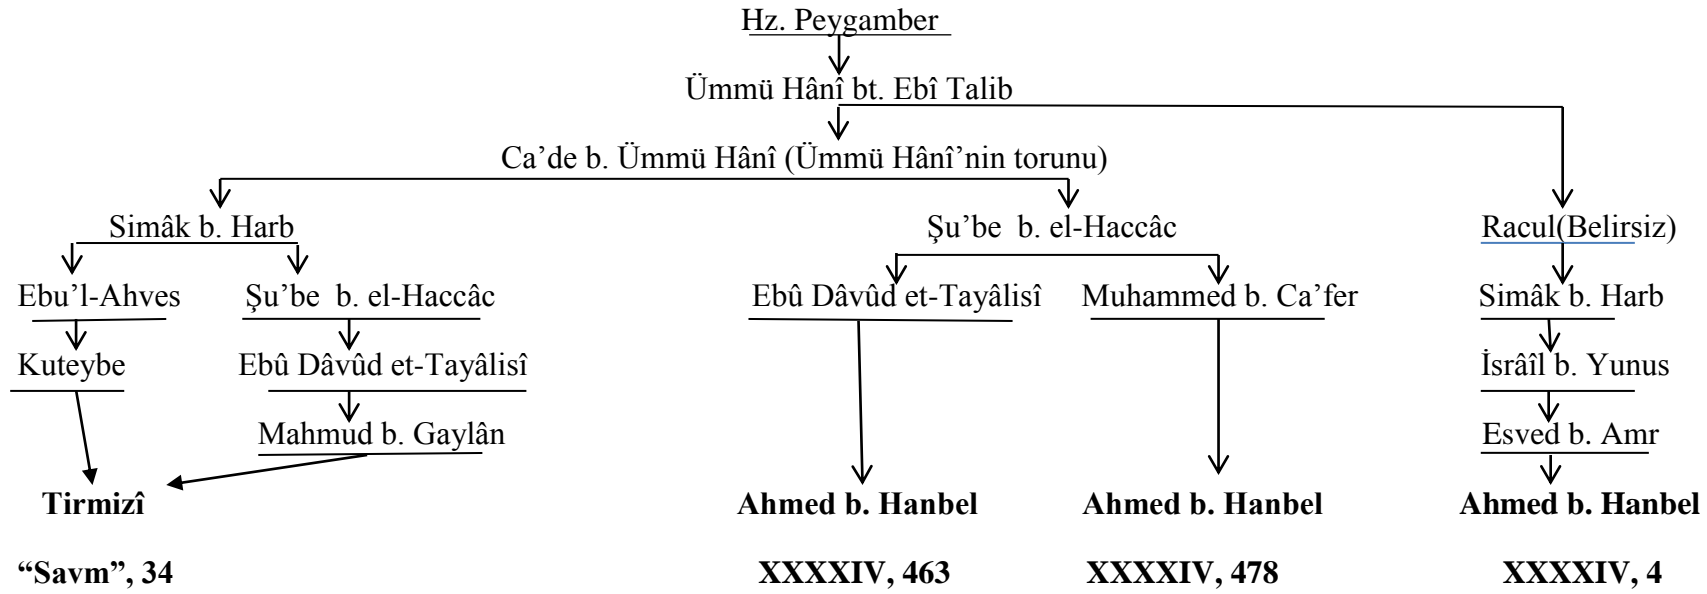 Hz. Peygamber
Ümmü Hânî bt. Ebî Talib
Ca’de b. Ümmü Hânî (Ümmü Hânî’nin torunu)
Simâk b. Harb Şu’be b. el-Haccâc Racul(Belirsiz)
Ebu’l-Ahves Şu’be b. el-Haccâc Ebû Dâvûd et-Tayâlisî Muhammed b. Ca’fer Simâk b. Harb
Kuteybe Ebû Dâvûd et-Tayâlisî İsrâîl b. Yunus
Mahmud b. Gaylân Esved b. Amr
Tirmizî Ahmed b. Hanbel Ahmed b. Hanbel Ahmed b. Hanbel
“Savm”, 34 XXXXIV, 463 XXXXIV, 478 XXXXIV, 4